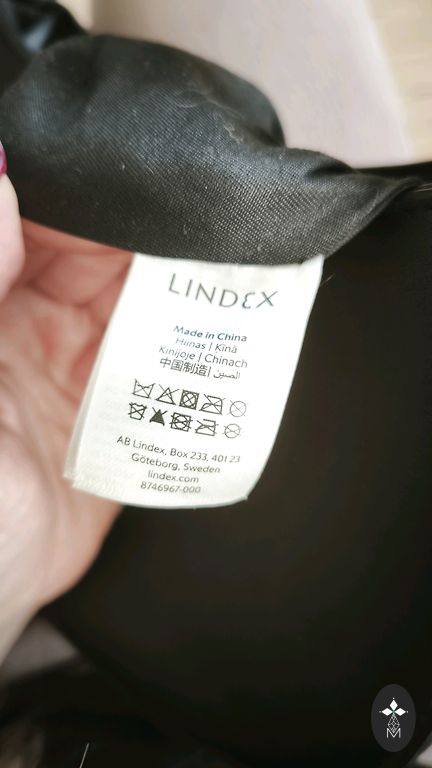 LINDEX
Made in China
Hiinas | Ķīnā
Kinijoje | Chinach
中国制造 | الصين
AB Lindex, Box 233, 401 23
Göteborg, Sweden
lindex.com
8746967-000
M